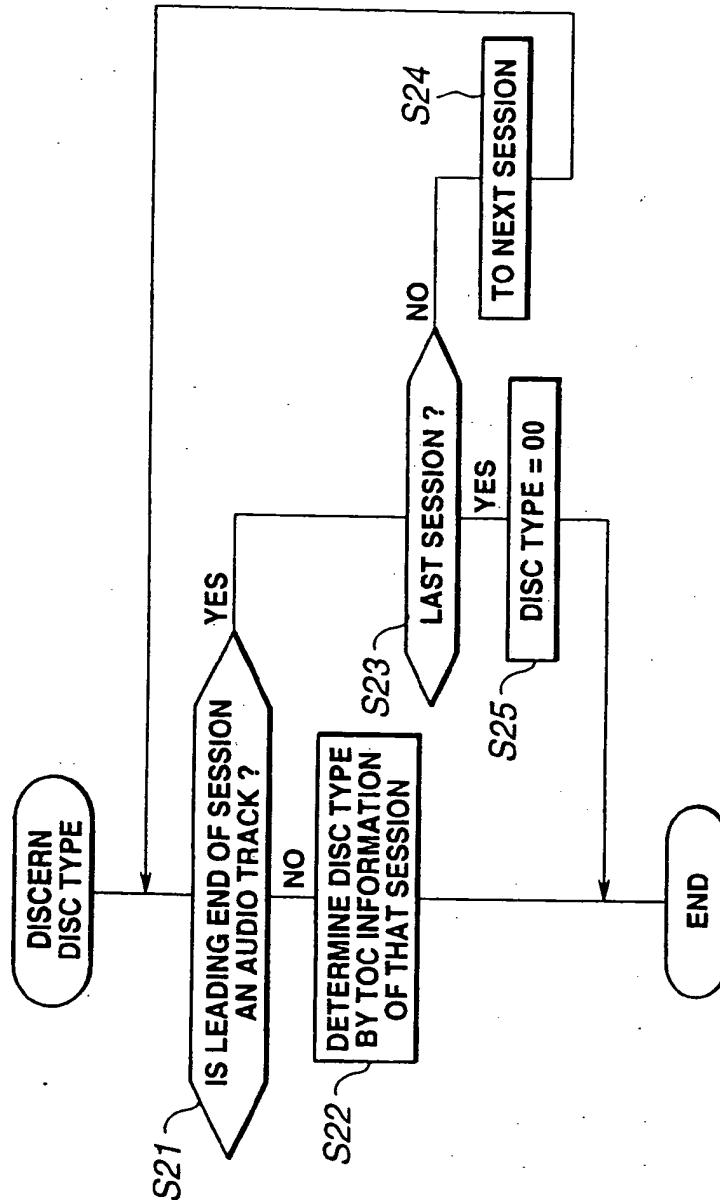 DISCERN
DISC TYPE
S21
IS LEADING END OF SESSION
AN AUDIO TRACK ?
YES
NO
S22
DETERMINE DISC TYPE
BY TOC INFORMATION
OF THAT SESSION
S23
LAST SESSION ?
NO
YES
S24
TO NEXT SESSION
S25
DISC TYPE = 00
END